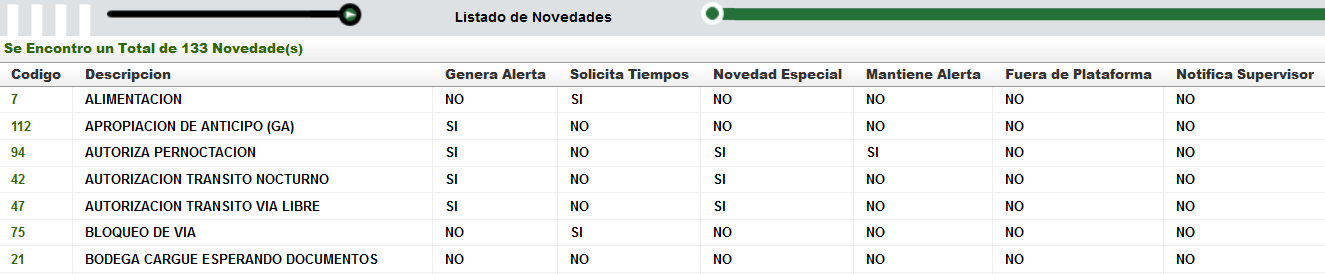 Listado de Novedades
Se Encontro un Total de 133 Novedade(s)
Codigo Descripcion Genera Alerta Solicita Tiempos Novedad Especial Mantiene Alerta Fuera de Plataforma Notifica Supervisor
7 ALIMENTACION NO SI NO NO NO NO
112 APROPIACION DE ANTICIPO (GA) SI NO NO NO NO NO
94 AUTORIZA PERNOCTACION SI NO SI SI NO NO
42 AUTORIZACION TRANSITO NOCTURNO SI NO SI NO NO NO
47 AUTORIZACION TRANSITO VIA LIBRE SI NO SI NO NO NO
75 BLOQUEO DE VIA NO SI NO NO NO NO
21 BODEGA CARGUE ESPERANDO DOCUMENTOS NO NO NO NO NO NO